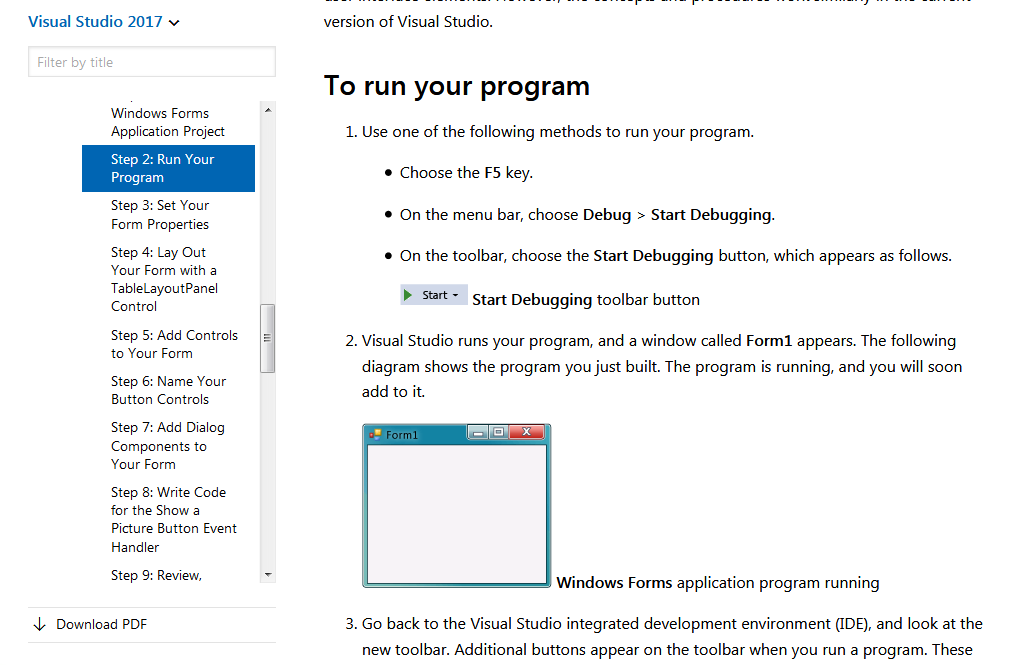 Visual Studio 2017
Filter by title
Windows Forms
Application Project
Step 2: Run Your
Program
Step 3: Set Your
Form Properties
Step 4: Lay Out
Your Form with a
TableLayoutPanel
Control
Step 5: Add Controls
to Your Form
Step 6: Name Your
Button Controls
Step 7: Add Dialog
Components to
Your Form
Step 8: Write Code
for the Show a
Picture Button Event
Handler
Step 9: Review,
Download PDF
version of Visual Studio.
To run your program
1. Use one of the following methods to run your program.
• Choose the F5 key.
• On the menu bar, choose Debug > Start Debugging.
• On the toolbar, choose the Start Debugging button, which appears as follows.
Start Start Debugging toolbar button
2. Visual Studio runs your program, and a window called Form1 appears. The following
diagram shows the program you just built. The program is running, and you will soon
add to it.
Form1
Windows Forms application program running
3. Go back to the Visual Studio integrated development environment (IDE), and look at the
new toolbar. Additional buttons appear on the toolbar when you run a program. These